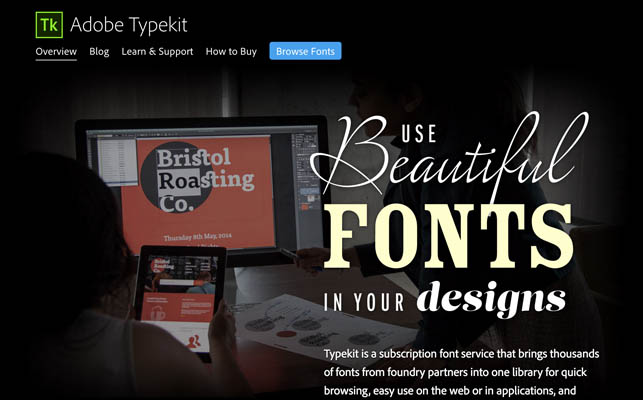 Tk Adobe Typekit
Overview Blog Learn & Support How to Buy Browse Fonts
Bristol
Roasting
Co.
Thursday 8th May, 2014
Bristol
Roasting
Co.
USE
Beautiful
FONTS
IN YOUR designs
Typekit is a subscription font service that brings thousands
of fonts from foundry partners into one library for quick
browsing, easy use on the web or in applications, and